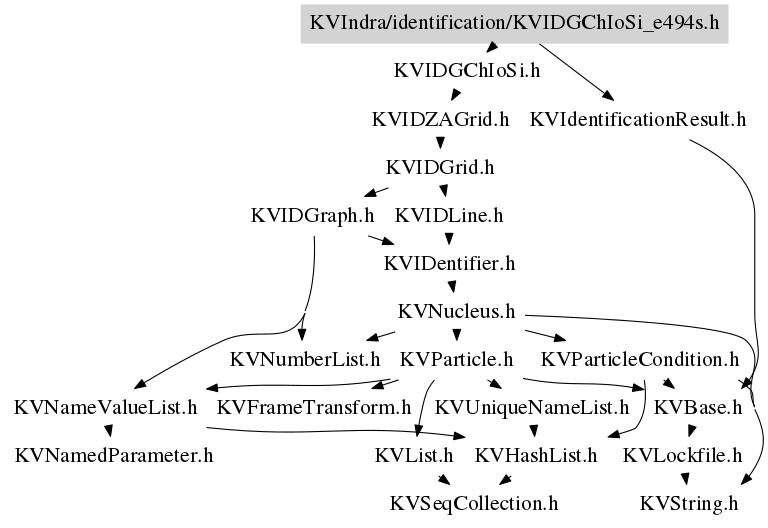 KVIndra/identification/KVIDGChIoSi_e494s.h
KVIDGChIoSi.h
KVIDZAGrid.h KVIdentificationResult.h
KVIDGrid.h
KVIDGraph.h KVIDLine.h
KVIDentifier.h
KVNucleus.h
KVNumberList.h KVParticle.h KVParticleCondition.h
KVNameValueList.h KVFrameTransform.h KVUniqueNameList.h KVBase.h
KVNamedParameter.h KVList.h KVHashList.h KVLockfile.h
KVSeqCollection.h KVString.h